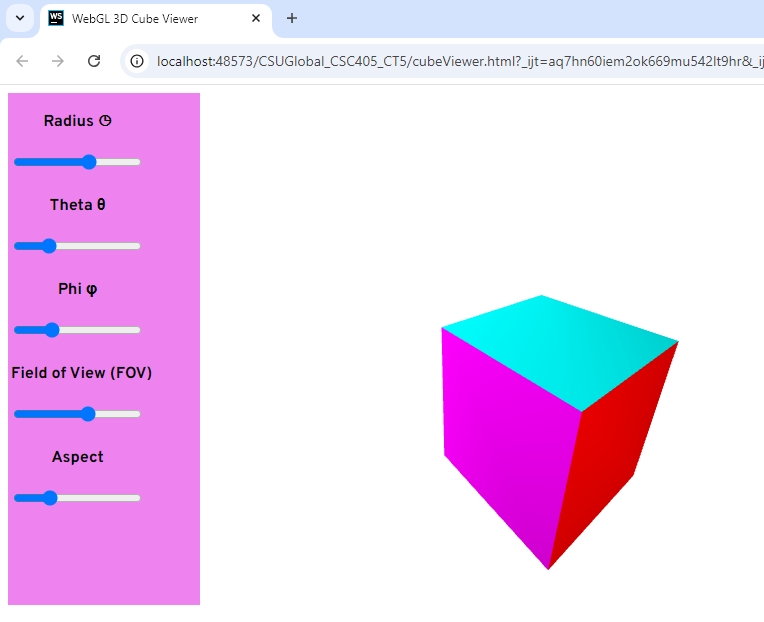 WS
WebGL 3D Cube Viewer
localhost:48573/CSUGlobal_CSC405_CT5/cubeViewer.html?_ijt=aq7hn60iem2ok669mu542lt9hr&_ij
Radius ◷
Theta θ
Phi φ
Field of View (FOV)
Aspect